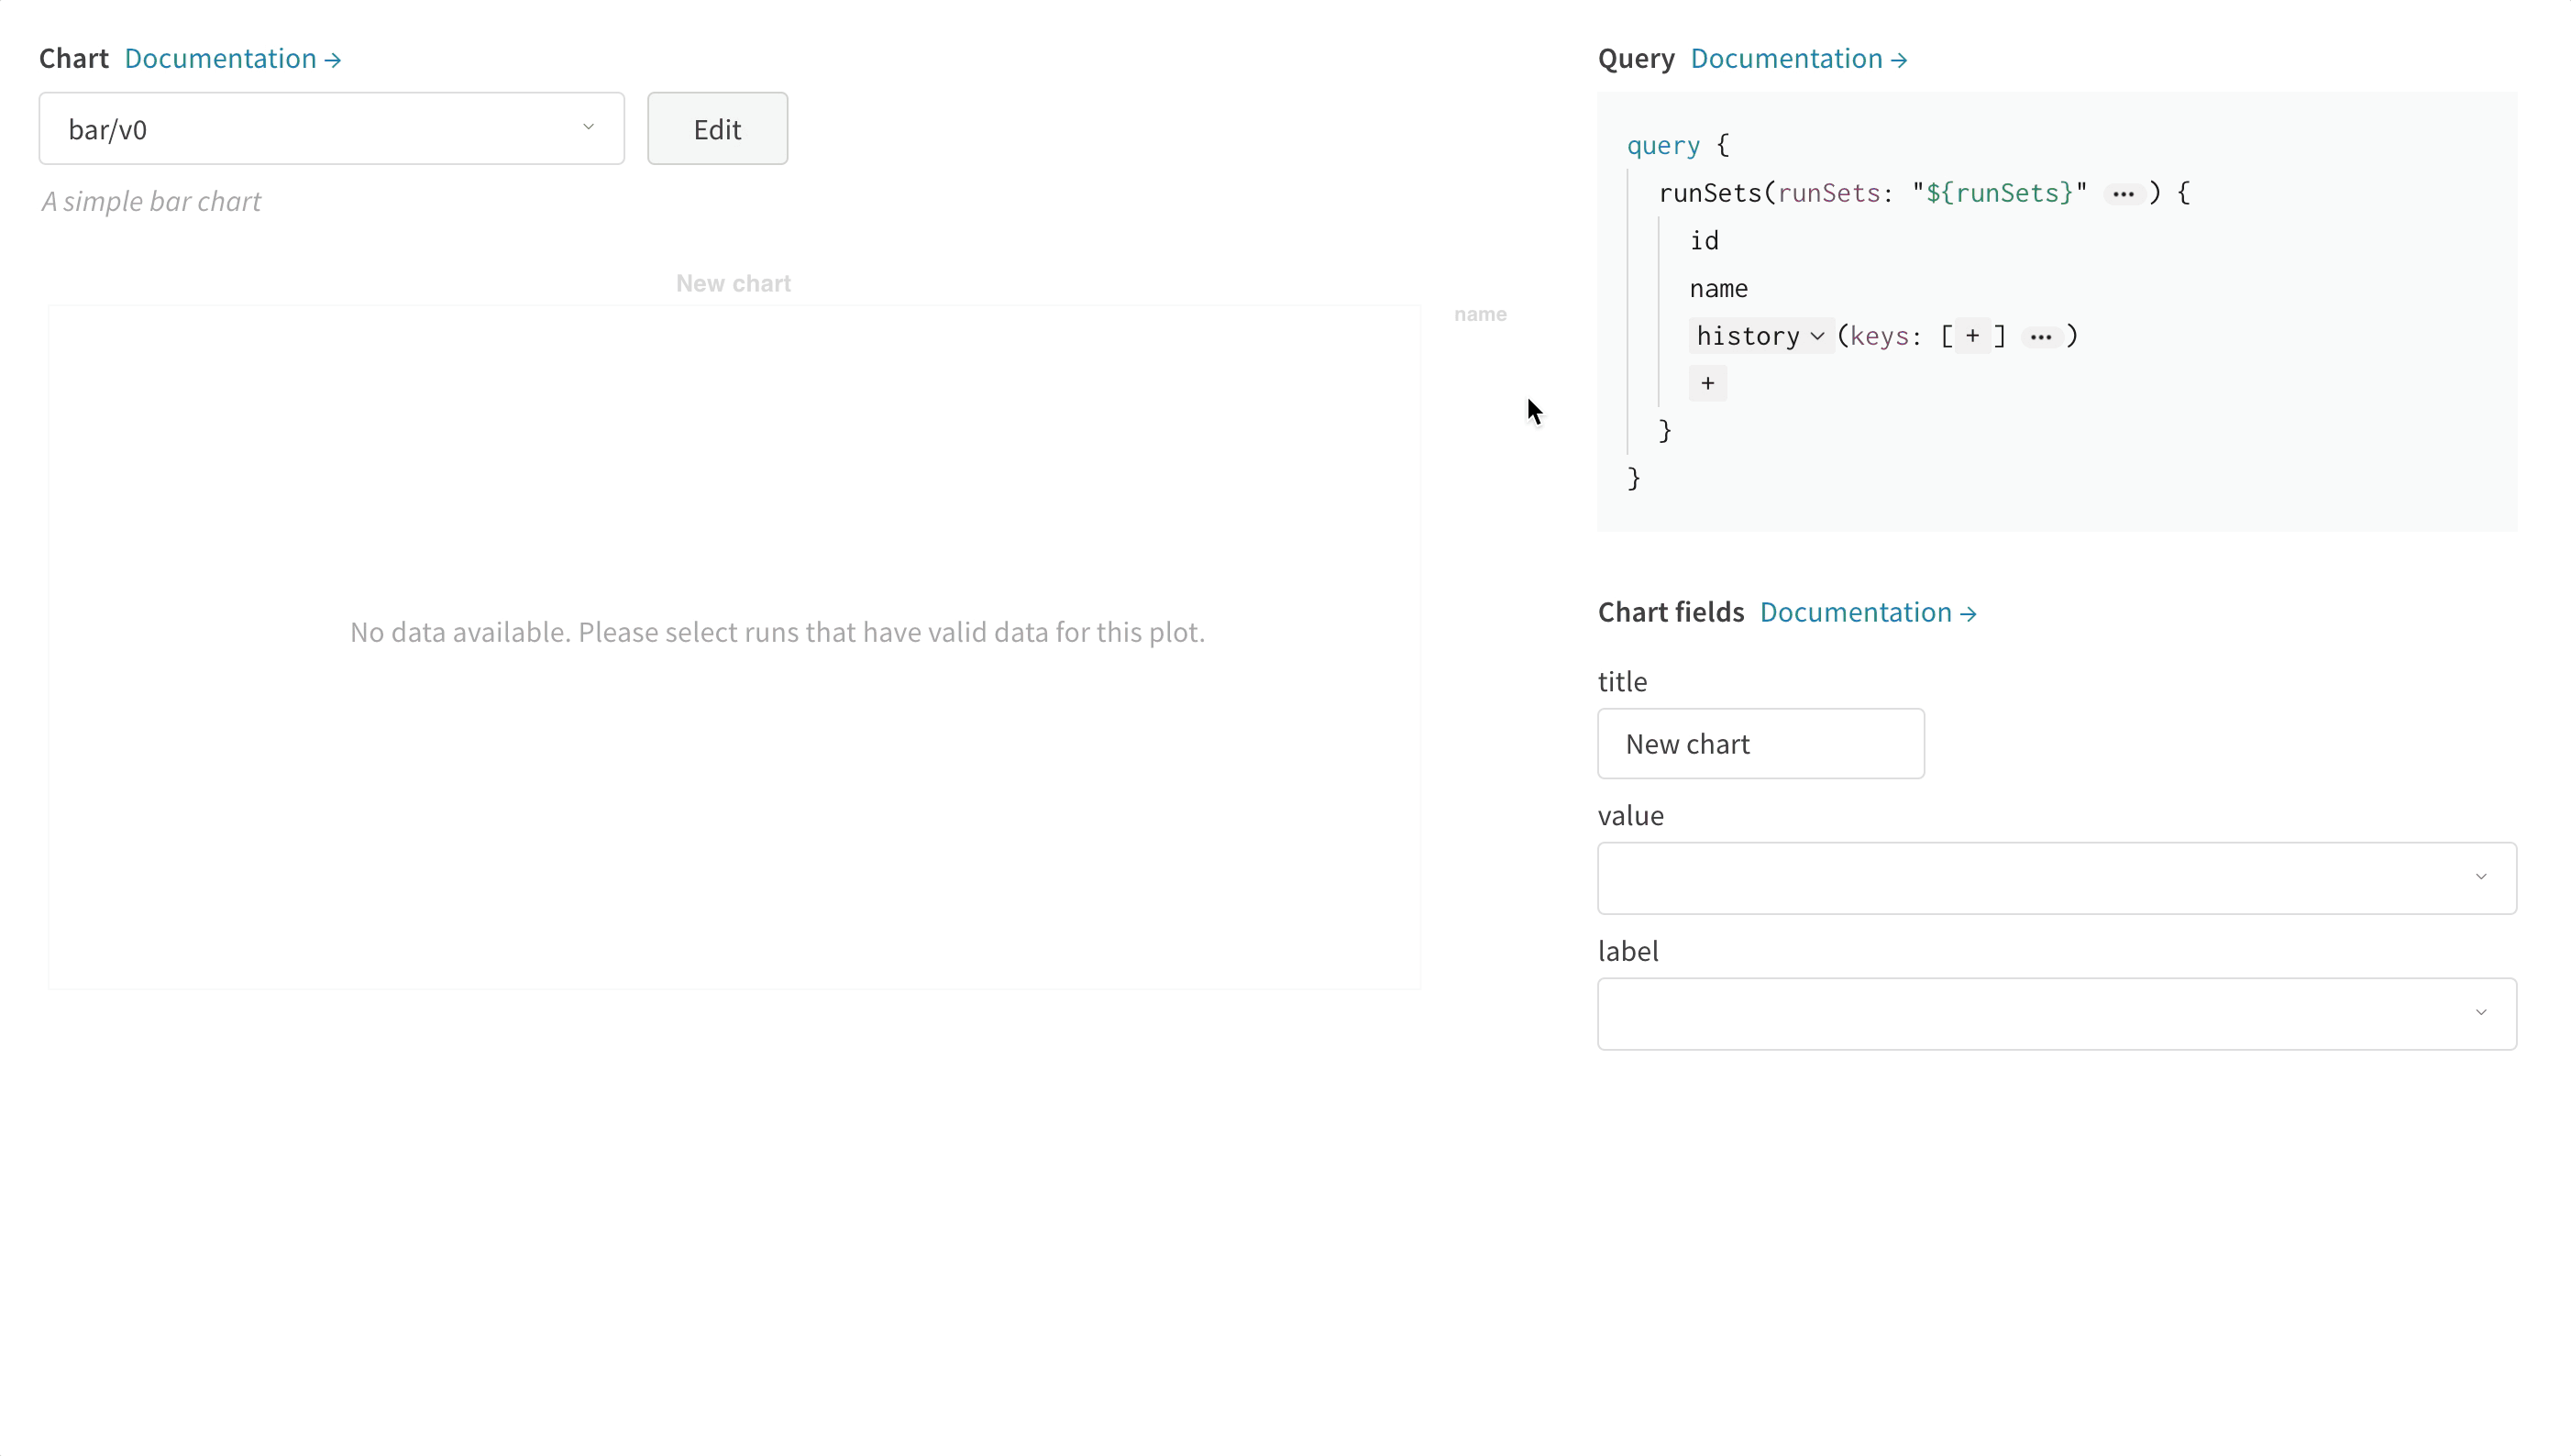 Chart Documentation →
bar/v0
Edit
A simple bar chart
New chart
name
No data available. Please select runs that have valid data for this plot.
Query Documentation →
query {
runSets(runSets: "${runSets}" ••• ) {
id
name
history (keys: [ + ] ••• )
+
}
}
Chart fields Documentation →
title
New chart
value
label